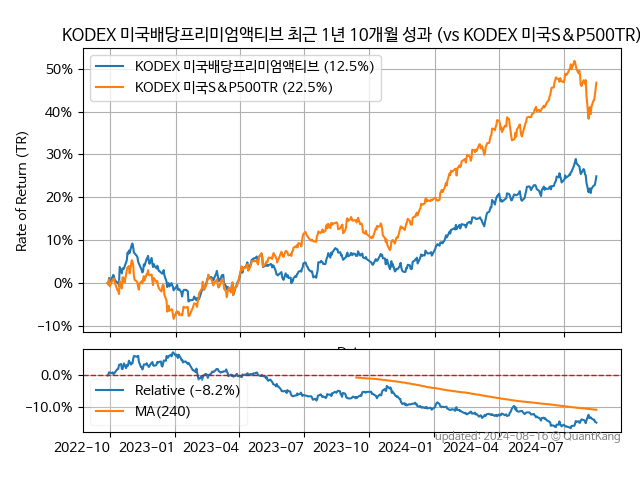 KODEX 미국배당프리미엄액티브 최근 1년 10개월 성과 (vs KODEX 미국S&P500TR)
Rate of Return (TR)
50%
40%
30%
20%
10%
0%
−10%
KODEX 미국배당프리미엄액티브 (12.5%)
KODEX 미국S&P500TR (22.5%)
0.0%
−10.0%
Relative (−8.2%)
MA(240)
2022-10 2023-01 2023-04 2023-07 2023-10 2024-01 2024-04 2024-07
updated: 2024-08-16 © QuantKang